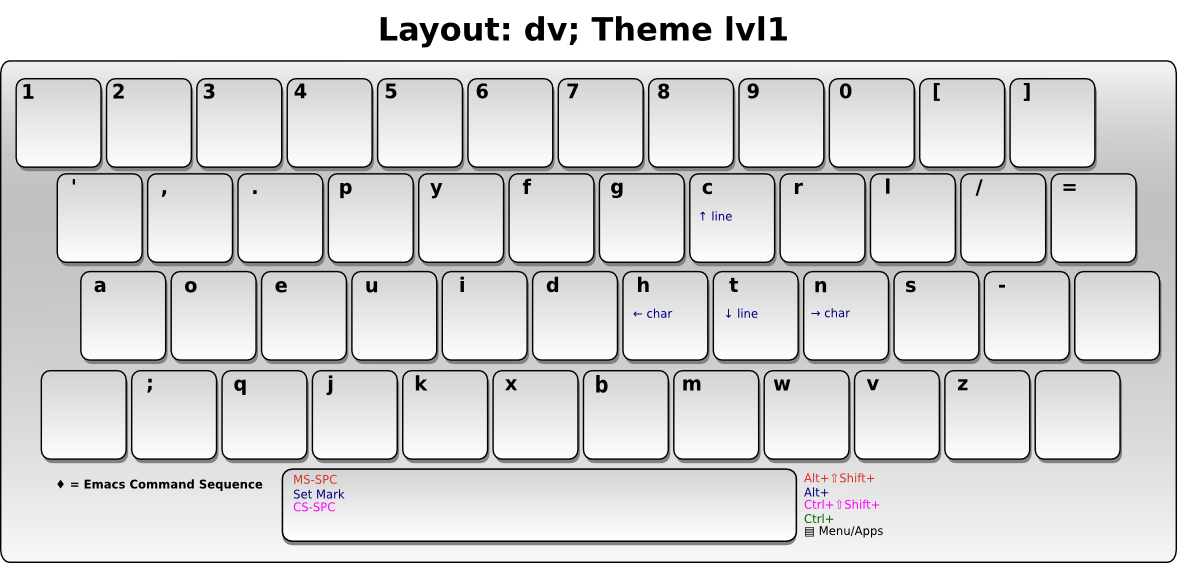 Layout: dv; Theme lvl1
1 2 3 4 5 6 7 8 9 0 [ ]
' , . p y f g c r l / =
↑ line
a o e u i d h t n s -
← char ↓ line → char
; q j k x b m w v z
♦ = Emacs Command Sequence
MS-SPC
Set Mark
CS-SPC
Alt+⇧Shift+
Alt+
Ctrl+⇧Shift+
Ctrl+
▤ Menu/Apps